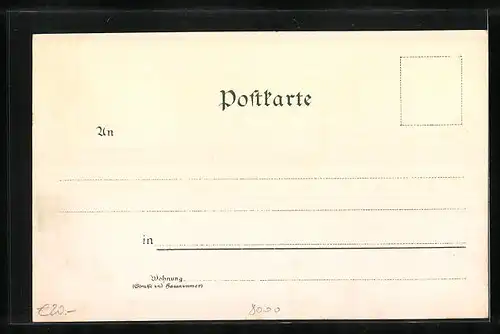 Postkarte
An
in
Wohnung
(Straße und Hausnummer)
€20.- 8000